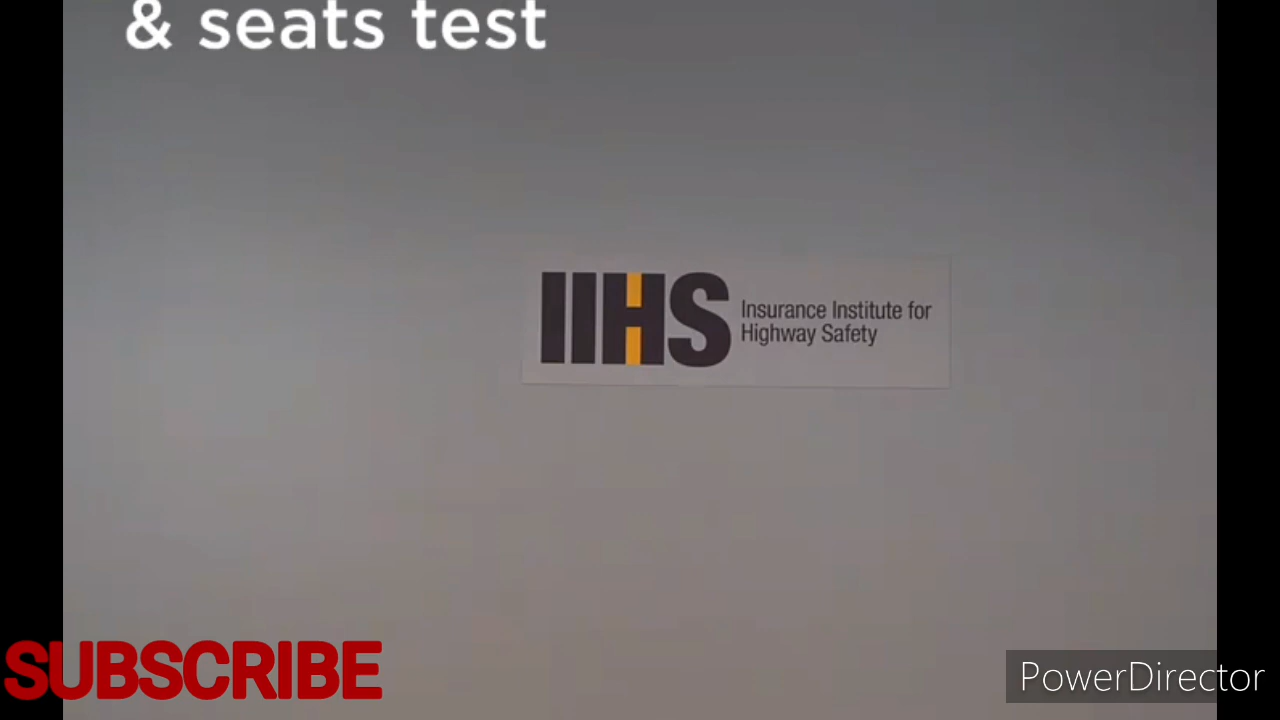 & seats test
IIHS
Insurance Institute for
Highway Safety
SUBSCRIBE
PowerDirector